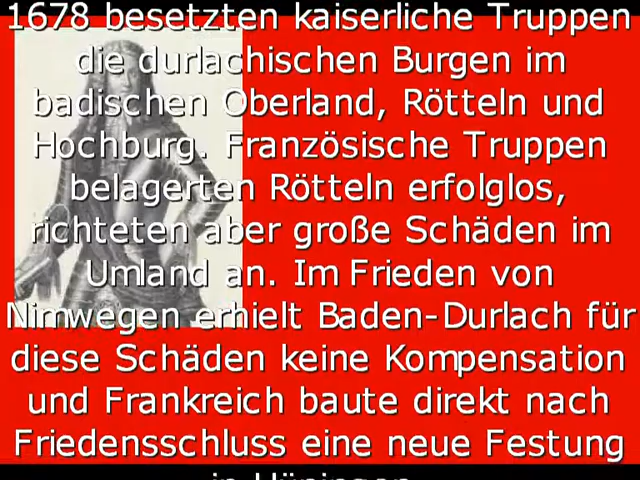 1678 besetzten kaiserliche Truppen
die durlachischen Burgen im
badischen Oberland, Rötteln und
Hochburg. Französische Truppen
belagerten Rötteln erfolglos,
richteten aber große Schäden im
Umland an. Im Frieden von
Nimwegen erhielt Baden-Durlach für
diese Schäden keine Kompensation
und Frankreich baute direkt nach
Friedensschluss eine neue Festung
in Hüningen